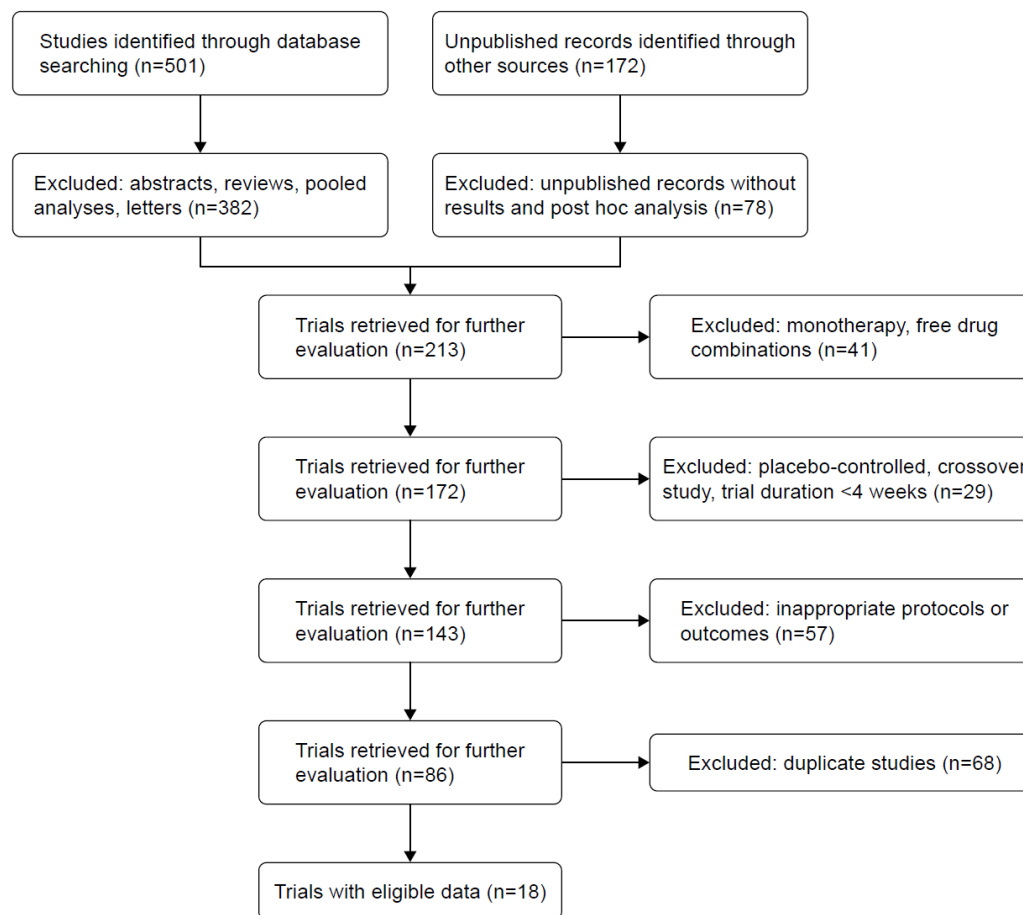 Studies identified through database
searching (n=501)
Unpublished records identified through
other sources (n=172)
Excluded: abstracts, reviews, pooled
analyses, letters (n=382)
Excluded: unpublished records without
results and post hoc analysis (n=78)
Trials retrieved for further
evaluation (n=213)
Excluded: monotherapy, free drug
combinations (n=41)
Trials retrieved for further
evaluation (n=172)
Excluded: placebo-controlled, crossover
study, trial duration <4 weeks (n=29)
Trials retrieved for further
evaluation (n=143)
Excluded: inappropriate protocols or
outcomes (n=57)
Trials retrieved for further
evaluation (n=86)
Excluded: duplicate studies (n=68)
Trials with eligible data (n=18)